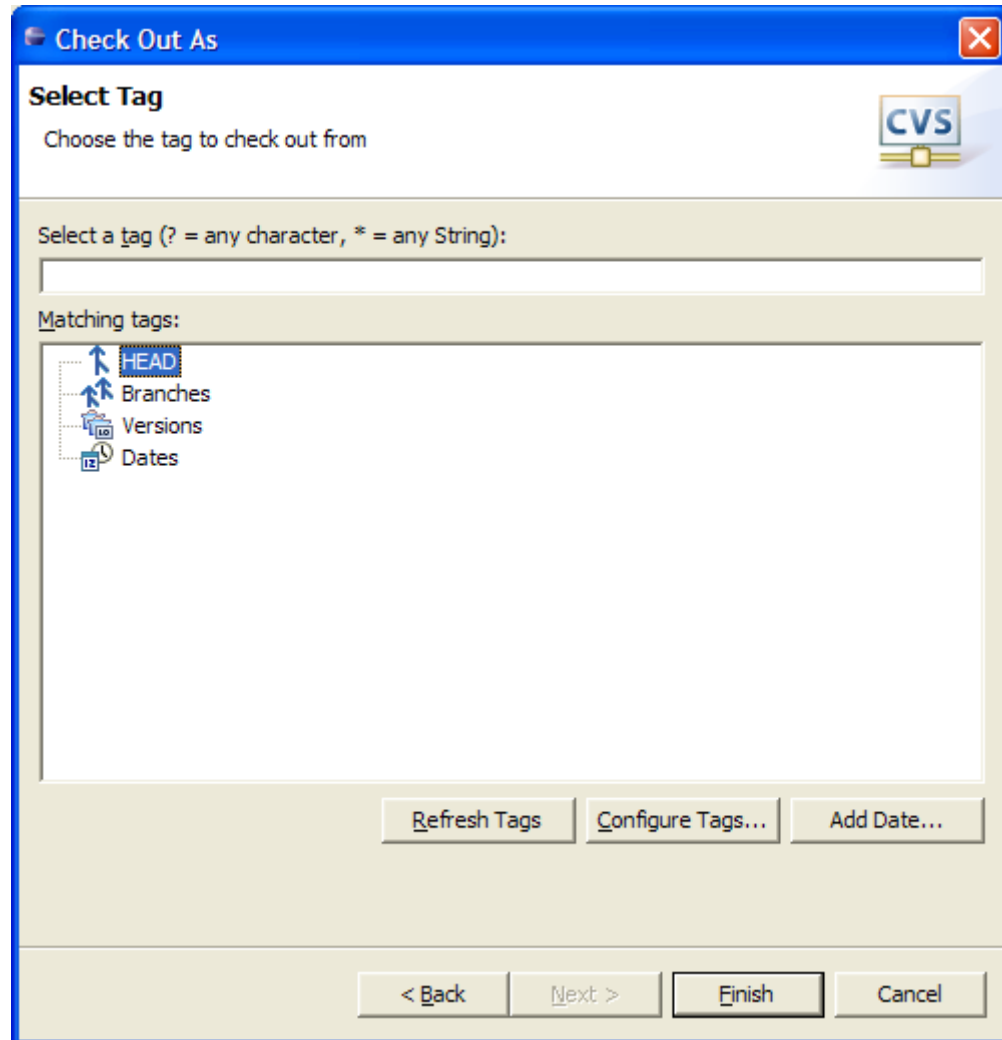 Check Out As
Select Tag
Choose the tag to check out from
CVS
Select a tag (? = any character, * = any String):
Matching tags:
HEAD
Branches
Versions
Dates
Refresh Tags Configure Tags... Add Date...
< Back Next > Finish Cancel